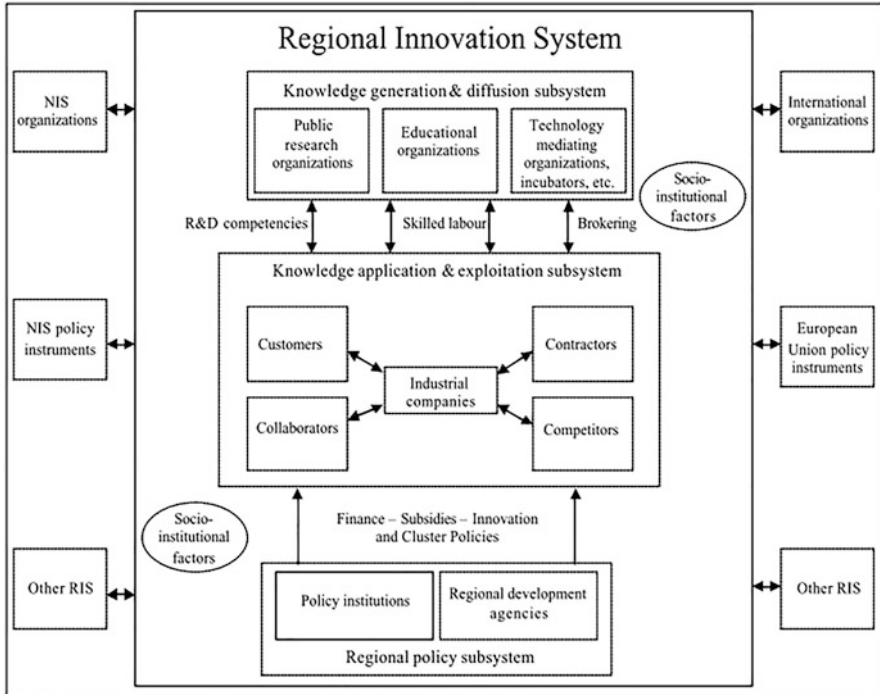 Regional Innovation System
Knowledge generation & diffusion subsystem
Public
research
organizations
Educational
organizations
Technology
mediating
organizations,
incubators, etc.
NIS
organizations
International
organizations
Socio-
institutional
factors
R&D competencies
Skilled labour
Brokering
Knowledge application & exploitation subsystem
NIS policy
instruments
Customers
Contractors
Industrial
companies
Collaborators
Competitors
European
Union policy
instruments
Socio-
institutional
factors
Finance – Subsidies – Innovation
and Cluster Policies
Other RIS
Policy institutions
Regional development
agencies
Regional policy subsystem
Other RIS